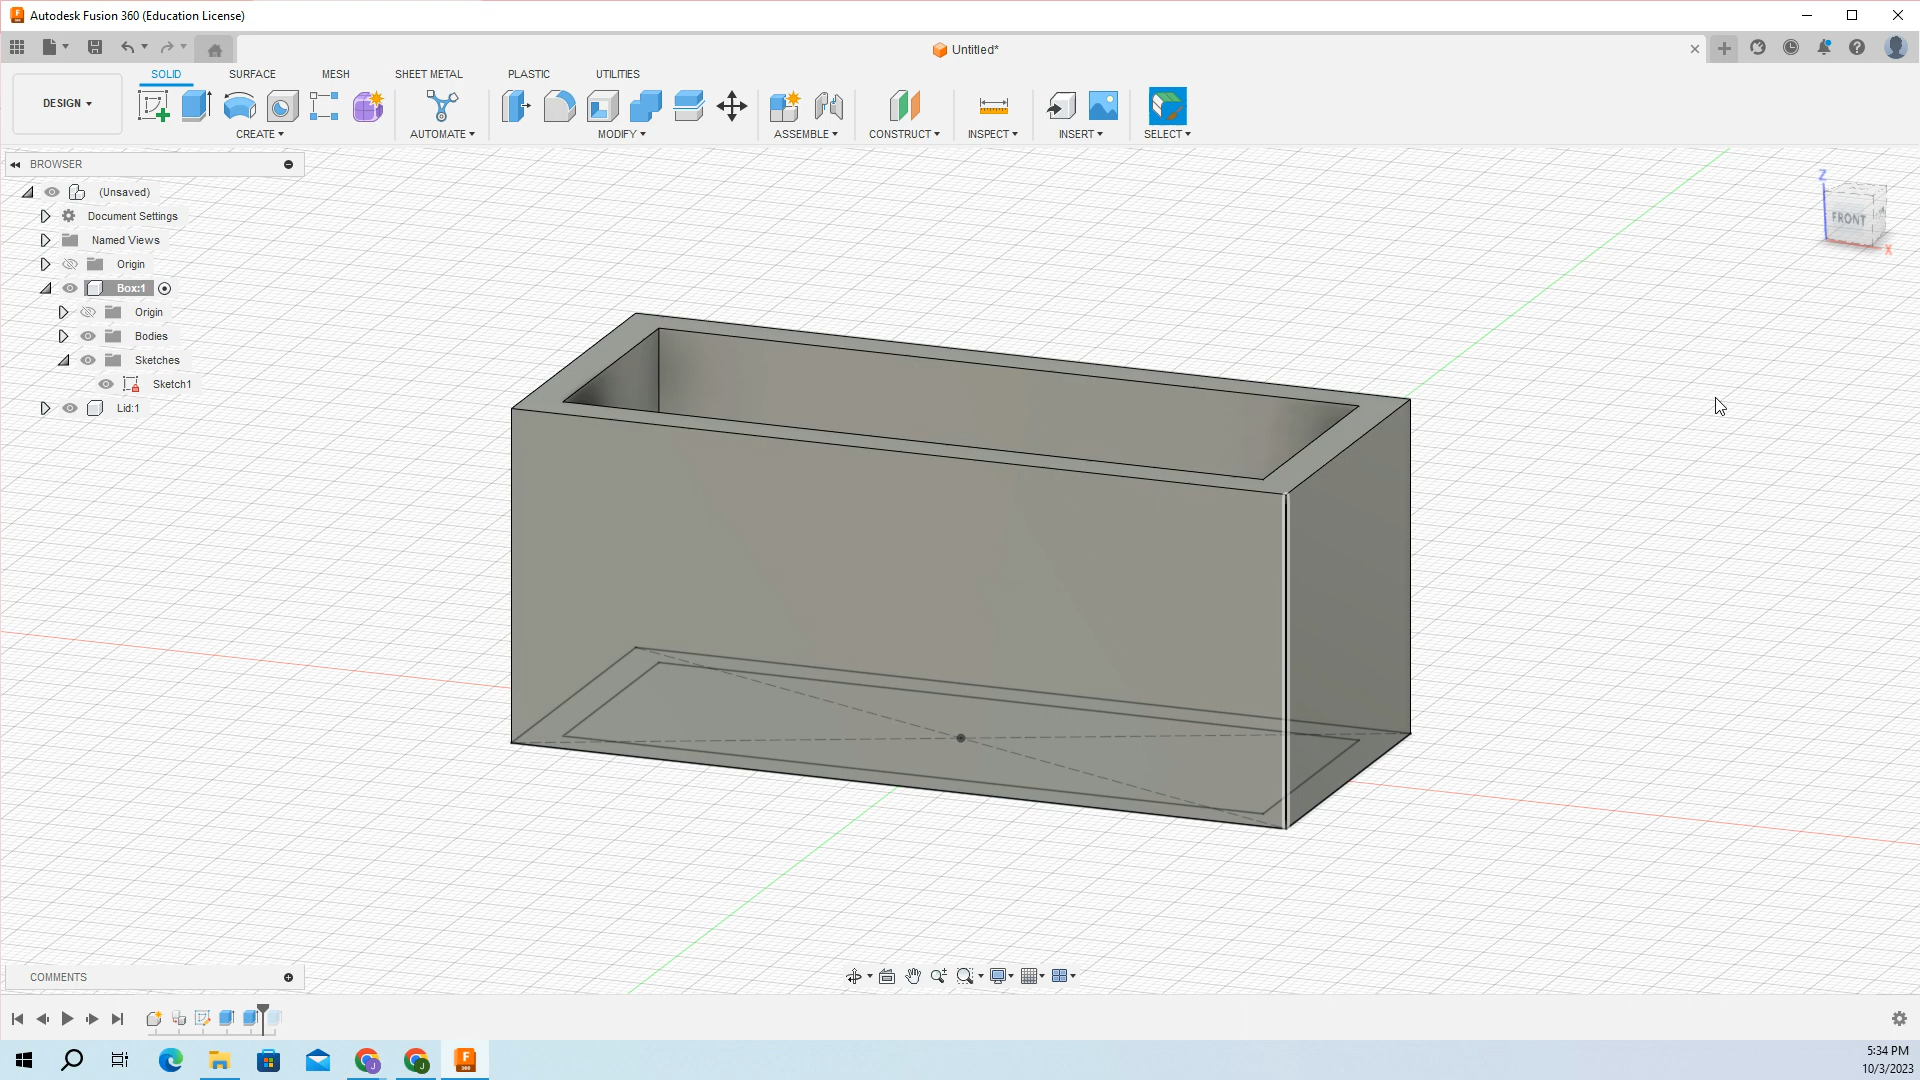 Autodesk Fusion 360 (Education License)
Untitled*
SOLID SURFACE MESH SHEET METAL PLASTIC UTILITIES
DESIGN
CREATE AUTOMATE MODIFY ASSEMBLE CONSTRUCT INSPECT INSERT SELECT
BROWSER
(Unsaved)
Document Settings
Named Views
Origin
Box:1
Origin
Bodies
Sketches
Sketch1
Lid:1
Z
FRONT
X
COMMENTS
5:34 PM
10/3/2023